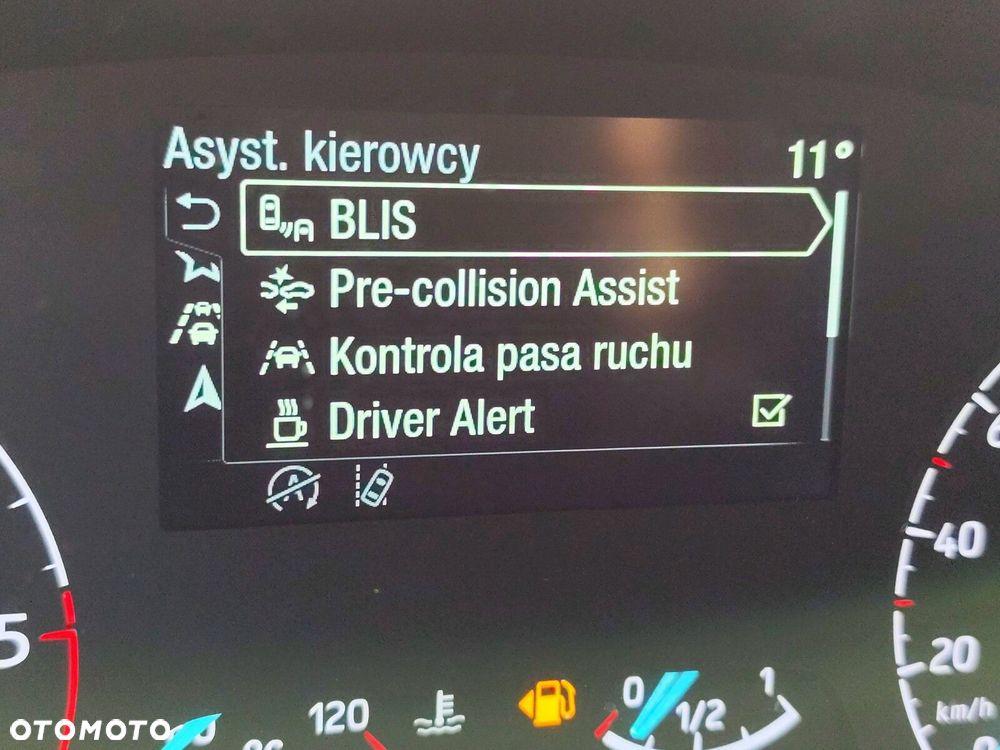 Asyst. kierowcy 11°
BLIS
Pre-collision Assist
Kontrola pasa ruchu
Driver Alert
A
40
20
km/h
5
120
0
1/2
1
OTOMOTO